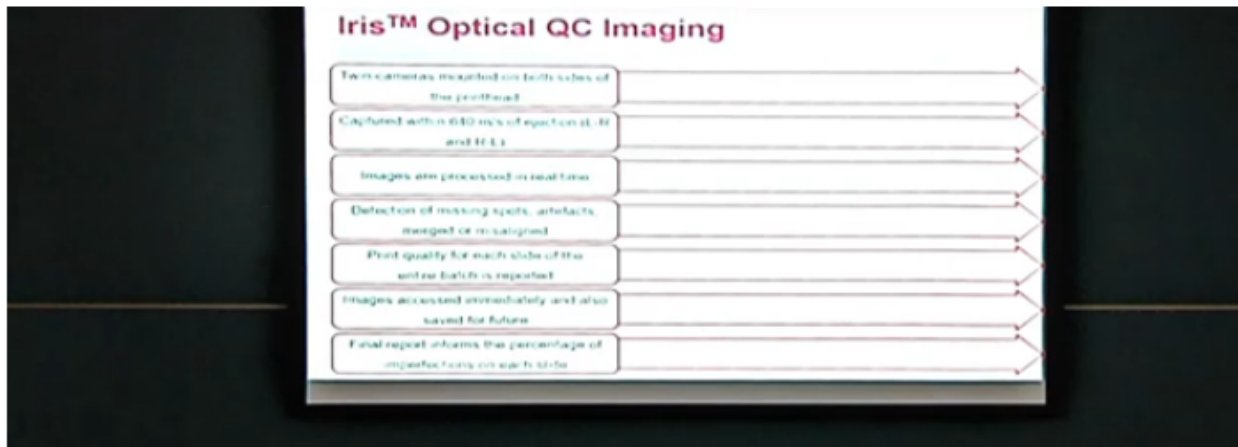 Iris™ Optical QC Imaging
Twin cameras mounted on both sides of
the printhead
Captured within 640 ns of ejection (L-R
and R-L)
Images are processed in real time
Detection of missing spots, artefacts,
merged or misaligned
Print quality for each slide of the
entire batch is reported
Images accessed immediately and also
saved for future
Final report informs the percentage of
imperfections on each slide